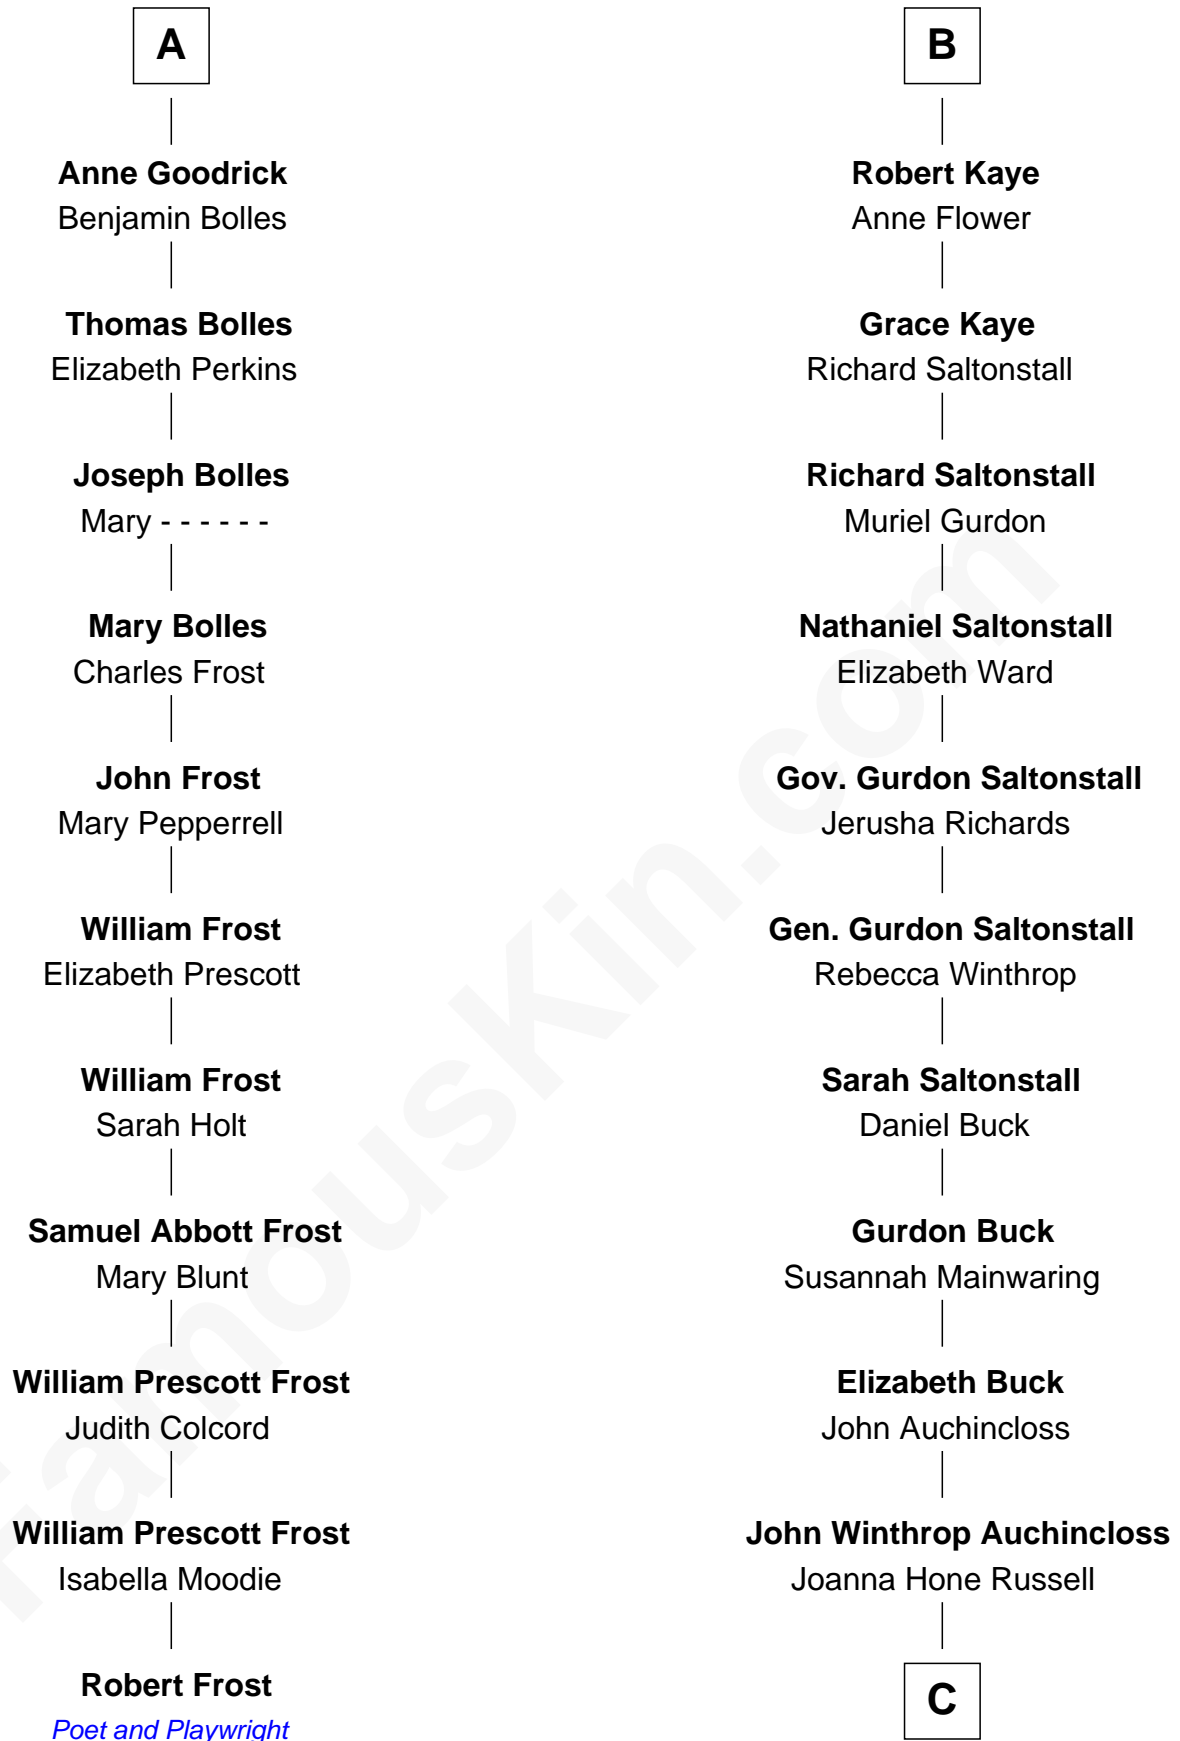 A
Anne Goodrick
Benjamin Bolles
Thomas Bolles
Elizabeth Perkins
Joseph Bolles
Mary - - - - - -
Mary Bolles
Charles Frost
John Frost
Mary Pepperrell
William Frost
Elizabeth Prescott
William Frost
Sarah Holt
Samuel Abbott Frost
Mary Blunt
William Prescott Frost
Judith Colcord
William Prescott Frost
Isabella Moodie
Robert Frost
Poet and Playwright
B
Robert Kaye
Anne Flower
Grace Kaye
Richard Saltonstall
Richard Saltonstall
Muriel Gurdon
Nathaniel Saltonstall
Elizabeth Ward
Gov. Gurdon Saltonstall
Jerusha Richards
Gen. Gurdon Saltonstall
Rebecca Winthrop
Sarah Saltonstall
Daniel Buck
Gurdon Buck
Susannah Mainwaring
Elizabeth Buck
John Auchincloss
John Winthrop Auchincloss
Joanna Hone Russell
C
FamousKin.com